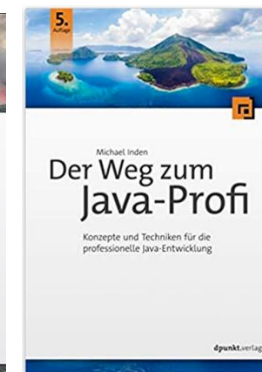 5.
Auflage
Michael Inden
Der Weg zum
Java-Profi
Konzepte und Techniken für die
professionelle Java-Entwicklung
dpunkt.verlag